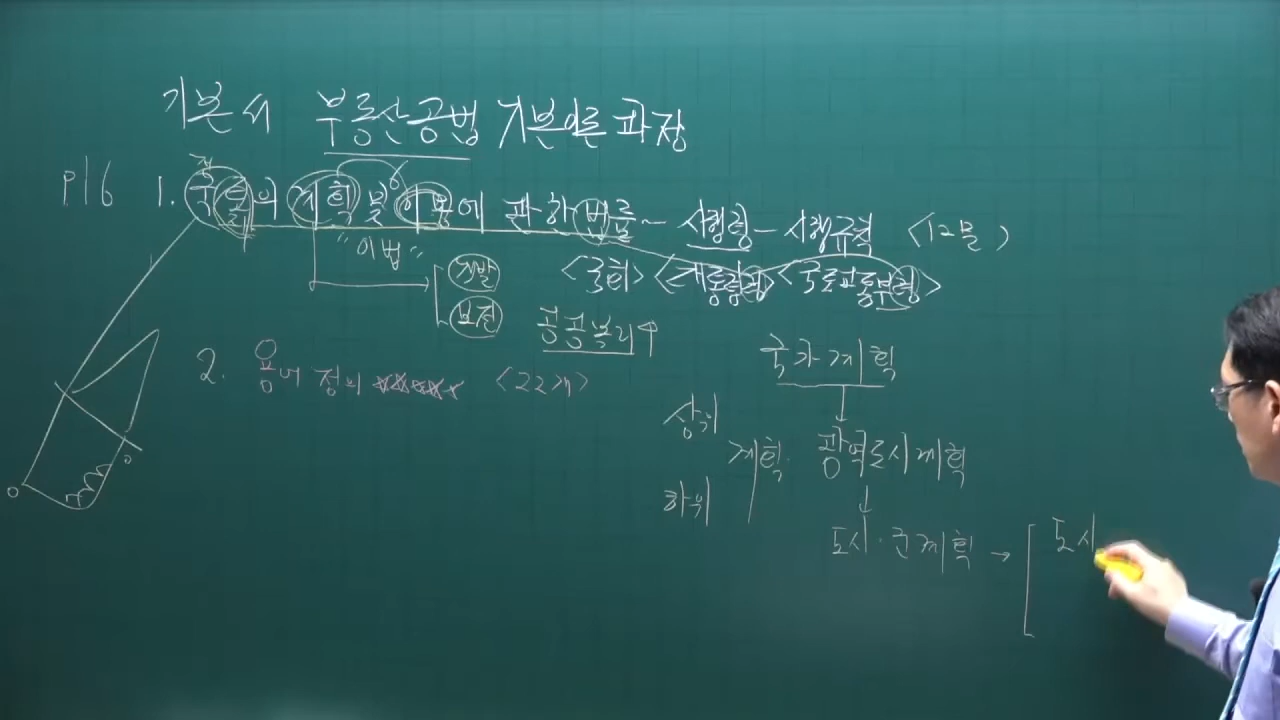 기본서 부동산공법 기본이론 과정
P16 1. 국토의 계획 및 이용에 관한 법률 ~ 시행령 - 시행규칙 <12문>
"이법" 개발 <국회> <대통령령> <국토교통부령>
보전 공공복리↑
2. 용어정의 ☆☆☆☆☆ <22개>
국가계획
↓
상위
계획. 광역도시계획
하위
↓
도시·군계획 → [ 도시